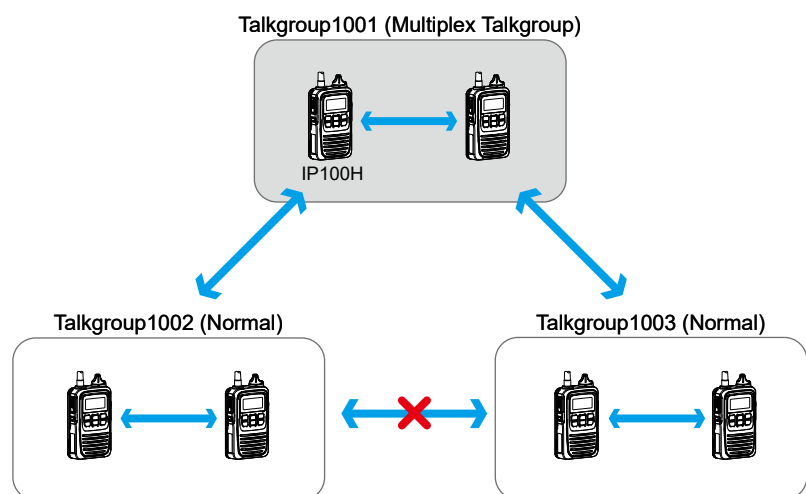 Talkgroup1001 (Multiplex Talkgroup)
IP100H
Talkgroup1002 (Normal)
Talkgroup1003 (Normal)